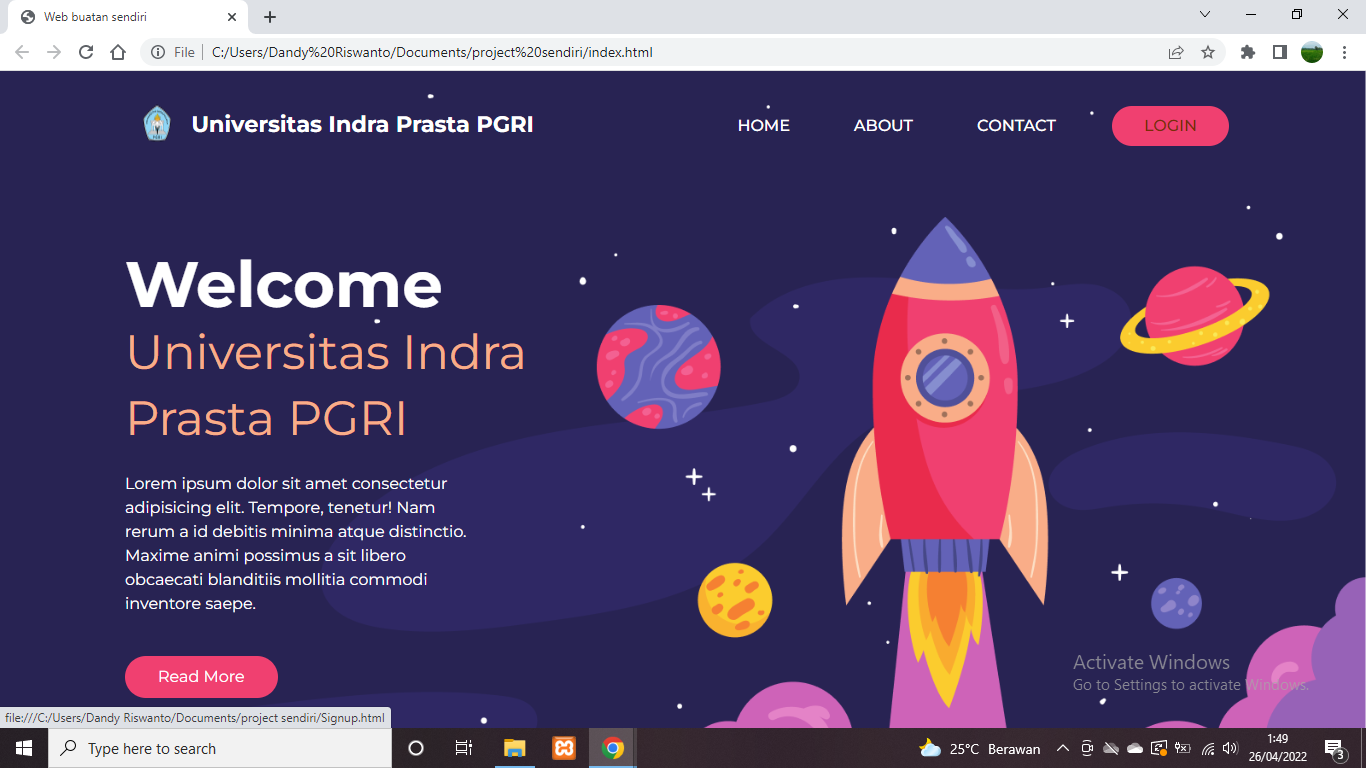 Web buatan sendiri
File
C:/Users/Dandy%20Riswanto/Documents/project%20sendiri/index.html
Universitas Indra Prasta PGRI
HOME
ABOUT
CONTACT
LOGIN
Welcome
Universitas Indra
Prasta PGRI
Lorem ipsum dolor sit amet consectetur
adipisicing elit. Tempore, tenetur! Nam
rerum a id debitis minima atque distinctio.
Maxime animi possimus a sit libero
obcaecati blanditiis mollitia commodi
inventore saepe.
Read More
Activate Windows
Go to Settings to activate Windows.
file:///C:/Users/Dandy Riswanto/Documents/project sendiri/Signup.html
Type here to search
25°C Berawan
1:49
26/04/2022
3